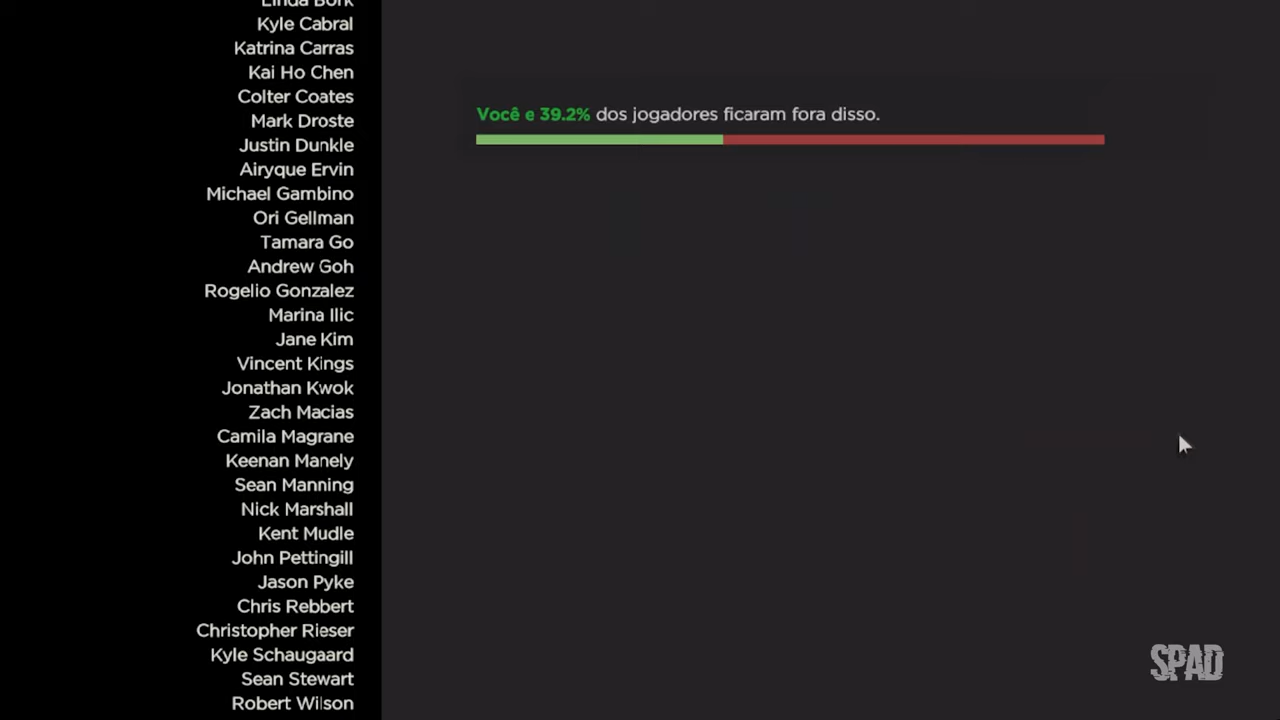 Linda Bork
Kyle Cabral
Katrina Carras
Kai Ho Chen
Colter Coates
Mark Droste
Justin Dunkle
Airyque Ervin
Michael Gambino
Ori Gellman
Tamara Go
Andrew Goh
Rogelio Gonzalez
Marina Ilic
Jane Kim
Vincent Kings
Jonathan Kwok
Zach Macias
Camila Magrane
Keenan Manely
Sean Manning
Nick Marshall
Kent Mudle
John Pettingill
Jason Pyke
Chris Rebbert
Christopher Rieser
Kyle Schaugaard
Sean Stewart
Robert Wilson
Você e 39.2% dos jogadores ficaram fora disso.
SPAD